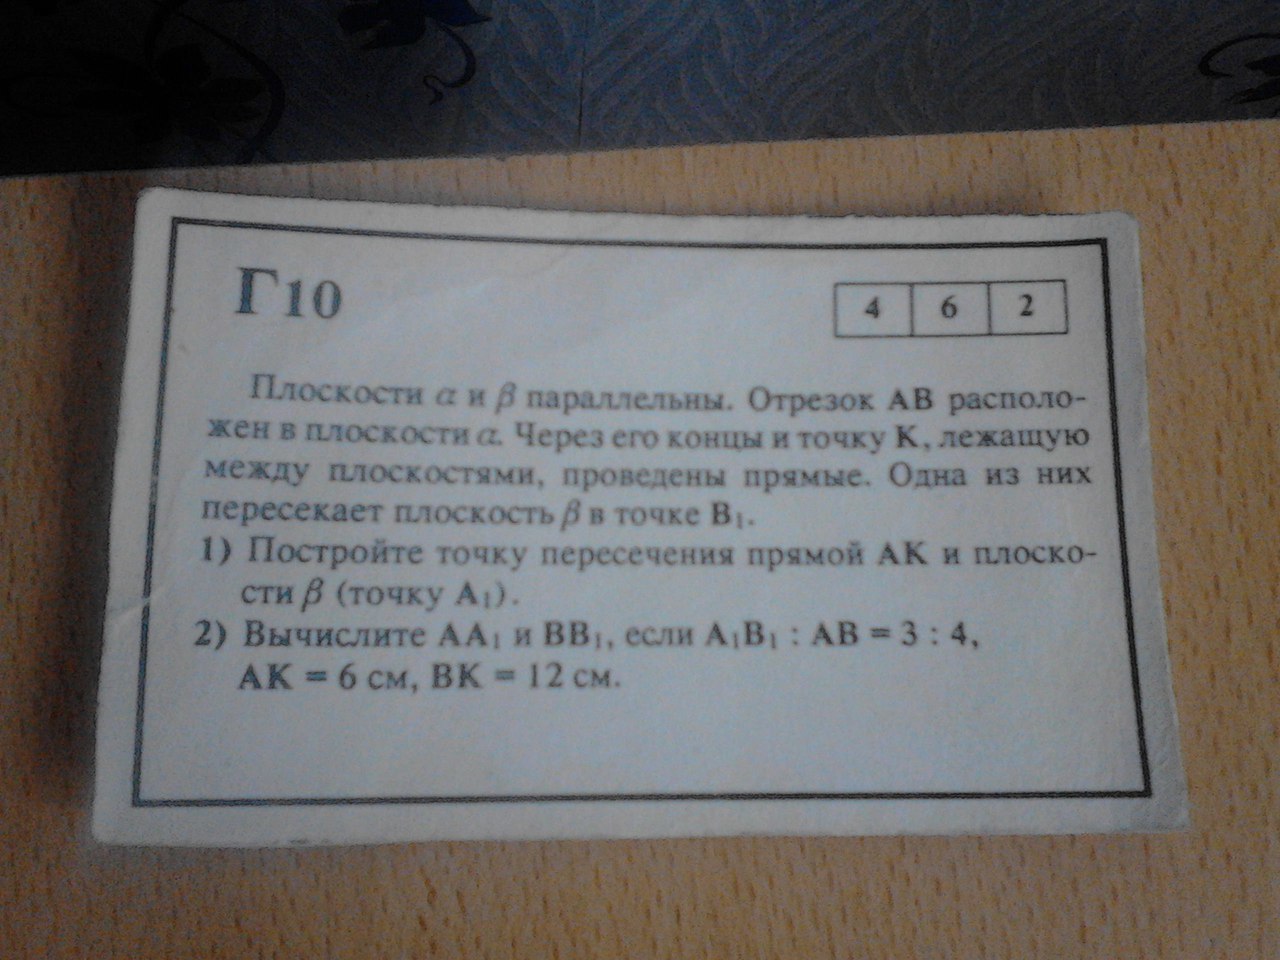 Г10
4 6 2
Плоскости α и β параллельны. Отрезок AB располо-
жен в плоскости α. Через его концы и точку K, лежащую
между плоскостями, проведены прямые. Одна из них
пересекает плоскость β в точке B₁.
1) Постройте точку пересечения прямой AK и плоско-
сти β (точку A₁).
2) Вычислите AA₁ и BB₁, если A₁B₁ : AB = 3 : 4,
AK = 6 см, BK = 12 см.